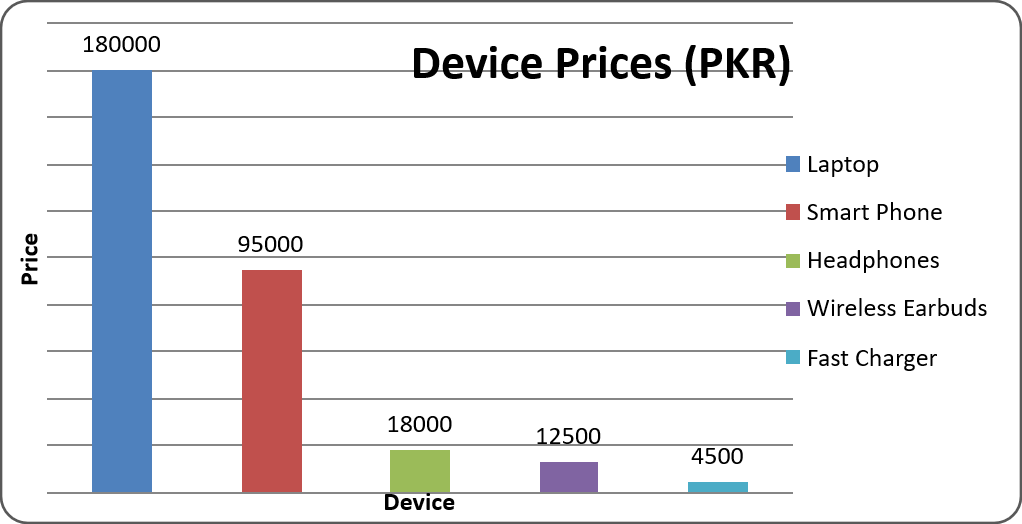 Device Prices (PKR)
180000
95000
18000
12500
4500
Price
Device
Laptop
Smart Phone
Headphones
Wireless Earbuds
Fast Charger